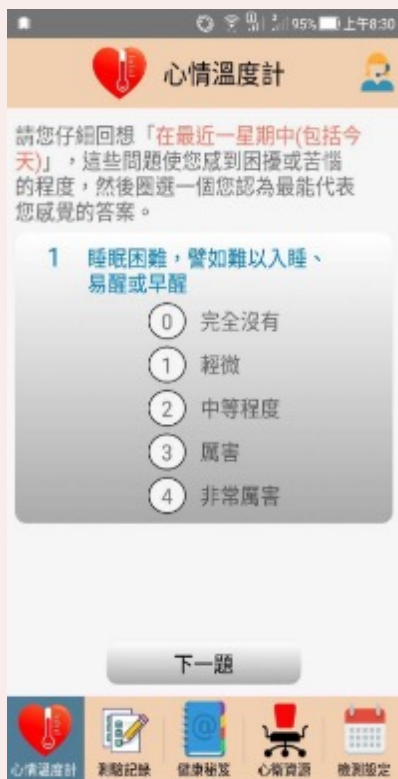 95% 上午8:30
心情溫度計
請您仔細回想「在最近一星期中(包括今
天)」，這些問題使您感到困擾或苦惱
的程度，然後圈選一個您認為最能代表
您感覺的答案。
1 睡眠困難，譬如難以入睡、
易醒或早醒
0 完全沒有
1 輕微
2 中等程度
3 厲害
4 非常厲害
下一題
心情溫度計 測驗記錄 健康秘笈 心衛資源 檢測設定